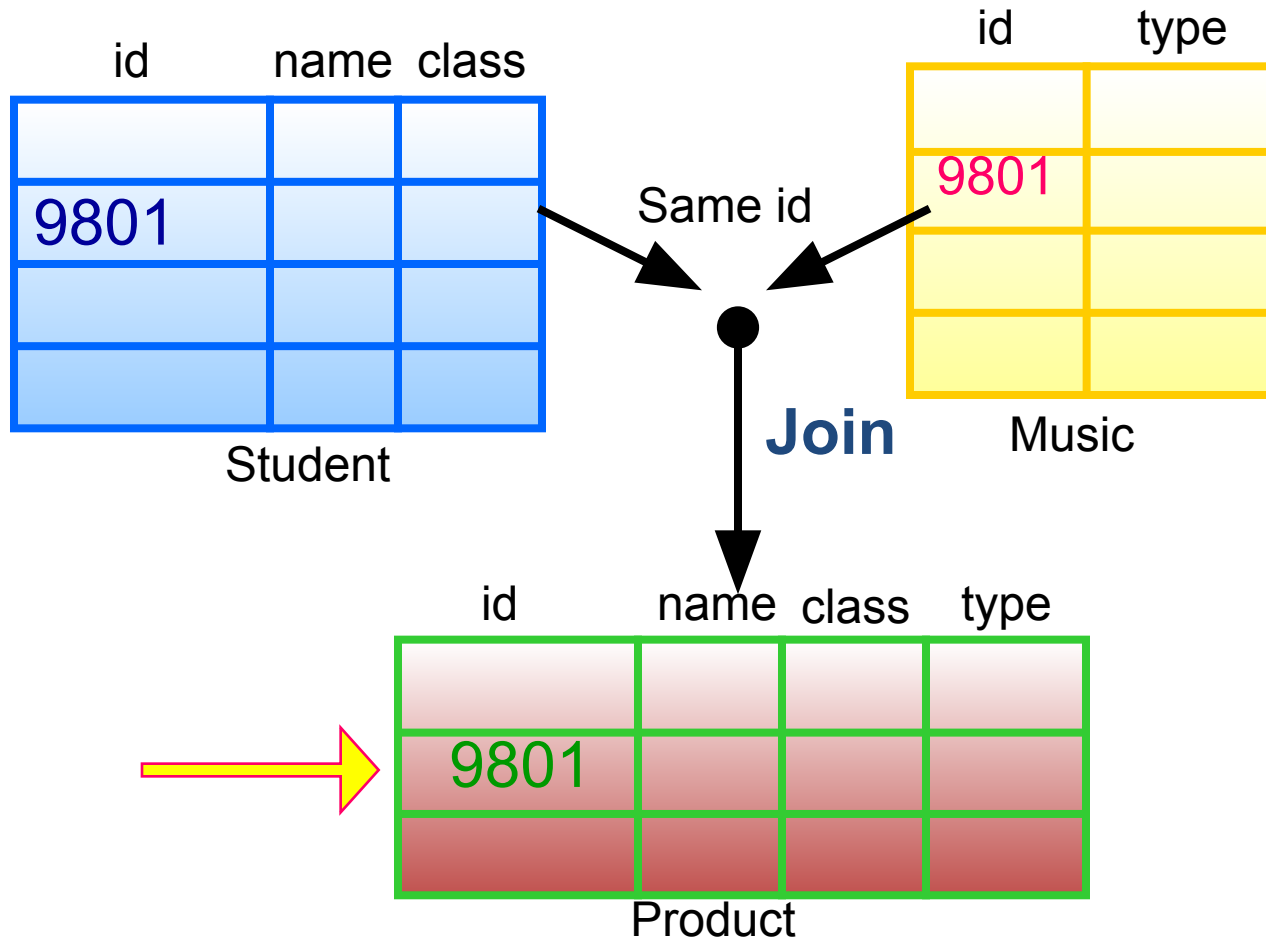 id name class
9801
Student
Same id
id type
9801
Music
Join
id name class type
9801
Product